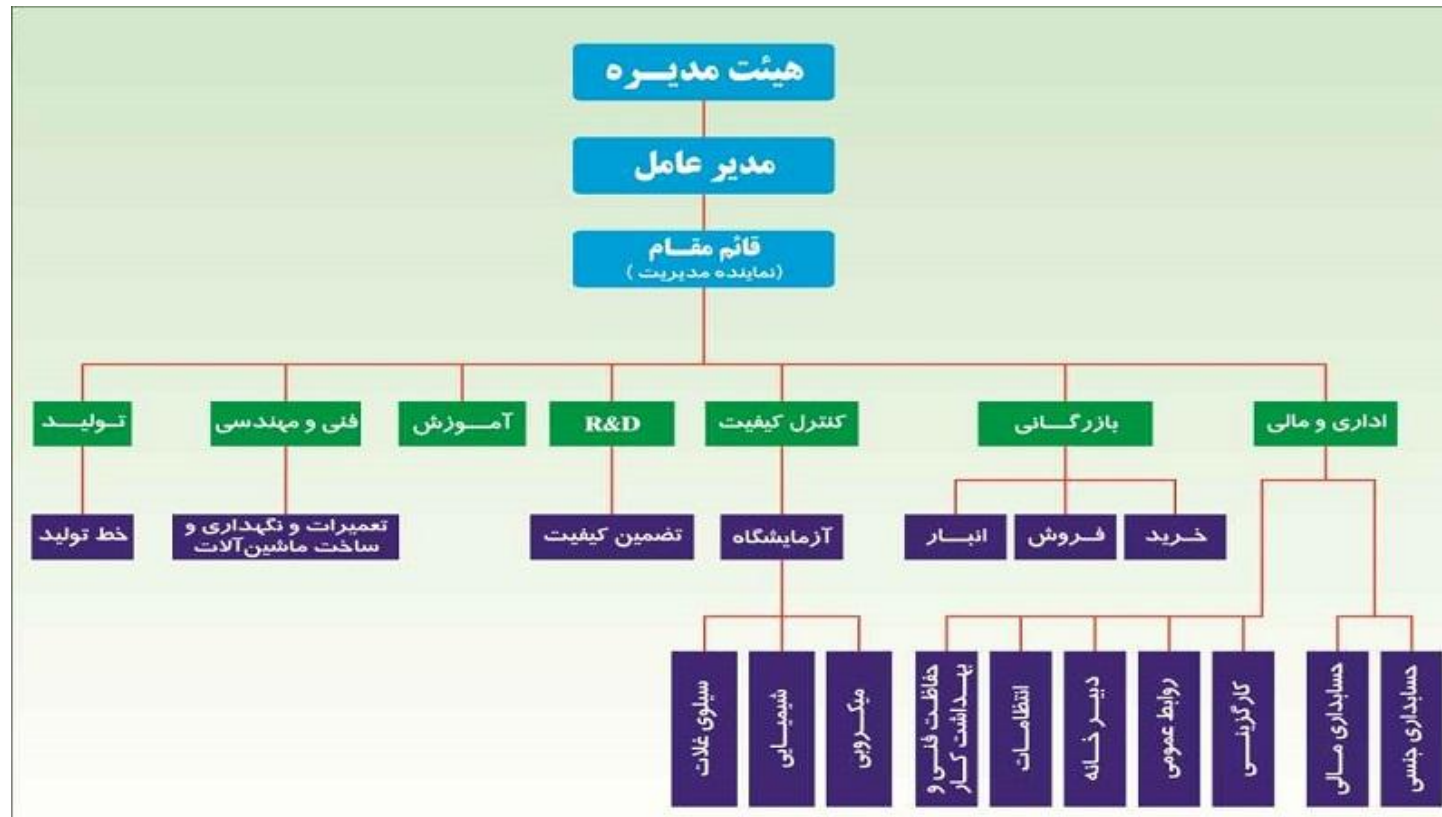 هیئت مدیره
مدیر عامل
قائم مقام
(نماینده مدیریت )
اداری و مالی
بازرگانی
کنترل کیفیت
R&D
آموزش
فنی و مهندسی
تولید
خرید
فروش
انبار
آزمایشگاه
تضمین کیفیت
تعمیرات و نگهداری و
ساخت ماشین‌آلات
خط تولید
حسابداری جنسی
حسابداری مالی
کارگزینی
روابط عمومی
دبیر خانه
انتظامات
حفاظت فنی و
بهداشت کار
میکروبی
شیمیایی
سیلوی غلات